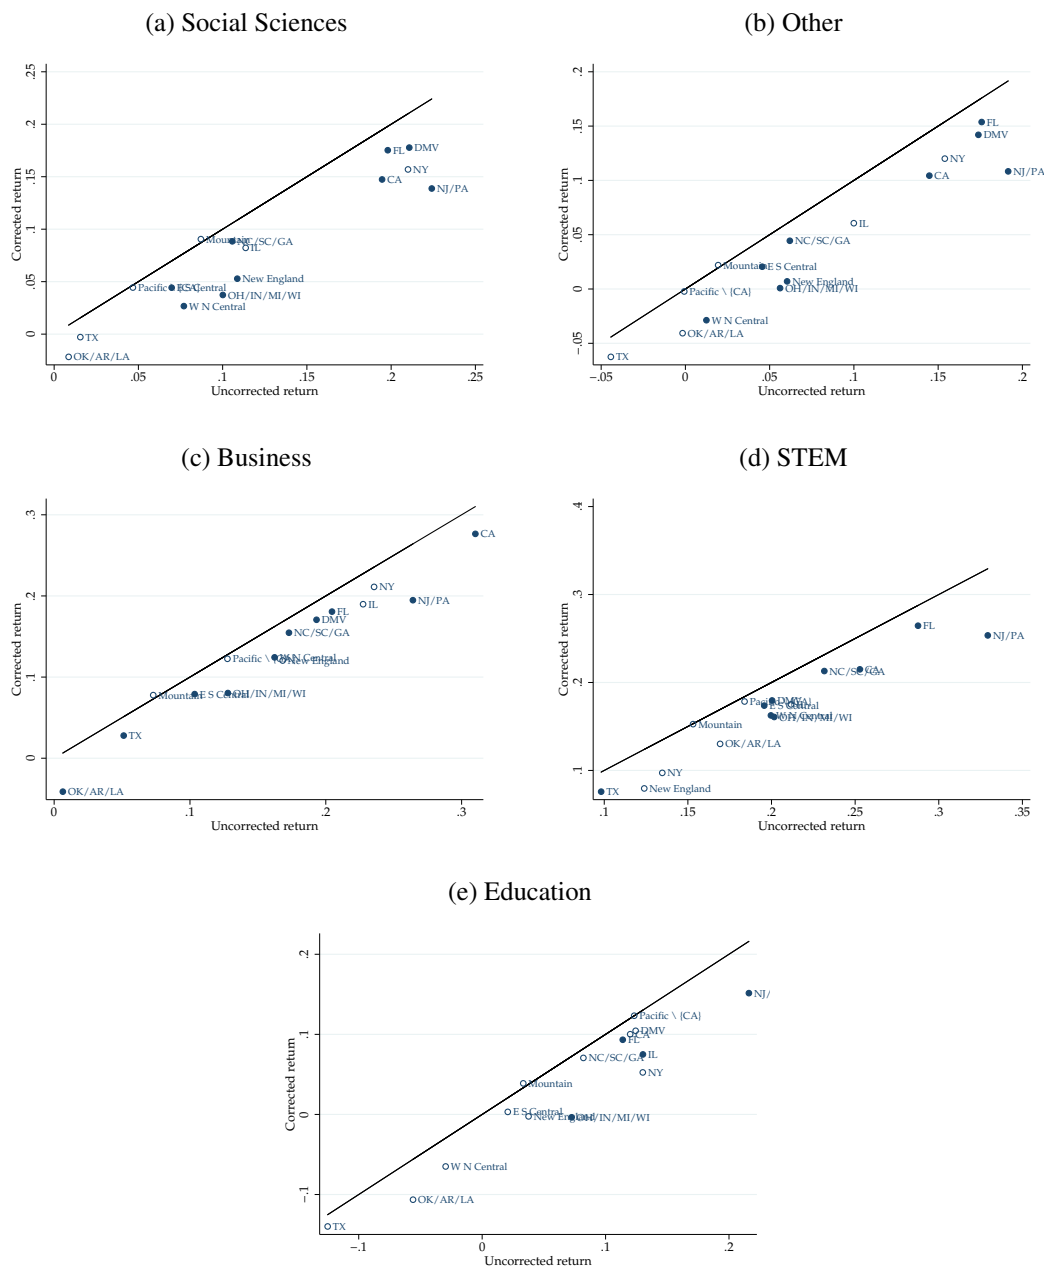 (a) Social Sciences
Corrected return
.25
.2
.15
.1
.05
0
FL
DMV
NY
CA
NJ/PA
Mountain
NC/SC/GA
IL
New England
Pacific \ {CA}
E S Central
OH/IN/MI/WI
W N Central
TX
OK/AR/LA
0 .05 .1 .15 .2 .25
Uncorrected return
(b) Other
Corrected return
.2
.15
.1
.05
0
-.05
FL
DMV
NY
CA
NJ/PA
IL
NC/SC/GA
Mountain
E S Central
New England
Pacific \ {CA}
OH/IN/MI/WI
W N Central
OK/AR/LA
TX
-.05 0 .05 .1 .15 .2
Uncorrected return
(c) Business
Corrected return
.3
.2
.1
0
CA
NY
IL
NJ/PA
FL
DMV
NC/SC/GA
Pacific \
W N Central
New England
Mountain
E S Central
OH/IN/MI/WI
TX
OK/AR/LA
0 .1 .2 .3
Uncorrected return
(d) STEM
Corrected return
.4
.3
.2
.1
FL
NJ/PA
NC/SC/GA
CA
Pacific \ {CA}
DMV
E S Central
W N Central
OH/IN/MI/WI
Mountain
OK/AR/LA
NY
New England
TX
.1 .15 .2 .25 .3 .35
Uncorrected return
(e) Education
Corrected return
.2
.1
0
-.1
NJ/
Pacific \ {CA}
DMV
CA
FL
IL
NC/SC/GA
NY
Mountain
E S Central
New England
OH/IN/MI/WI
W N Central
OK/AR/LA
TX
-.1 0 .1 .2
Uncorrected return